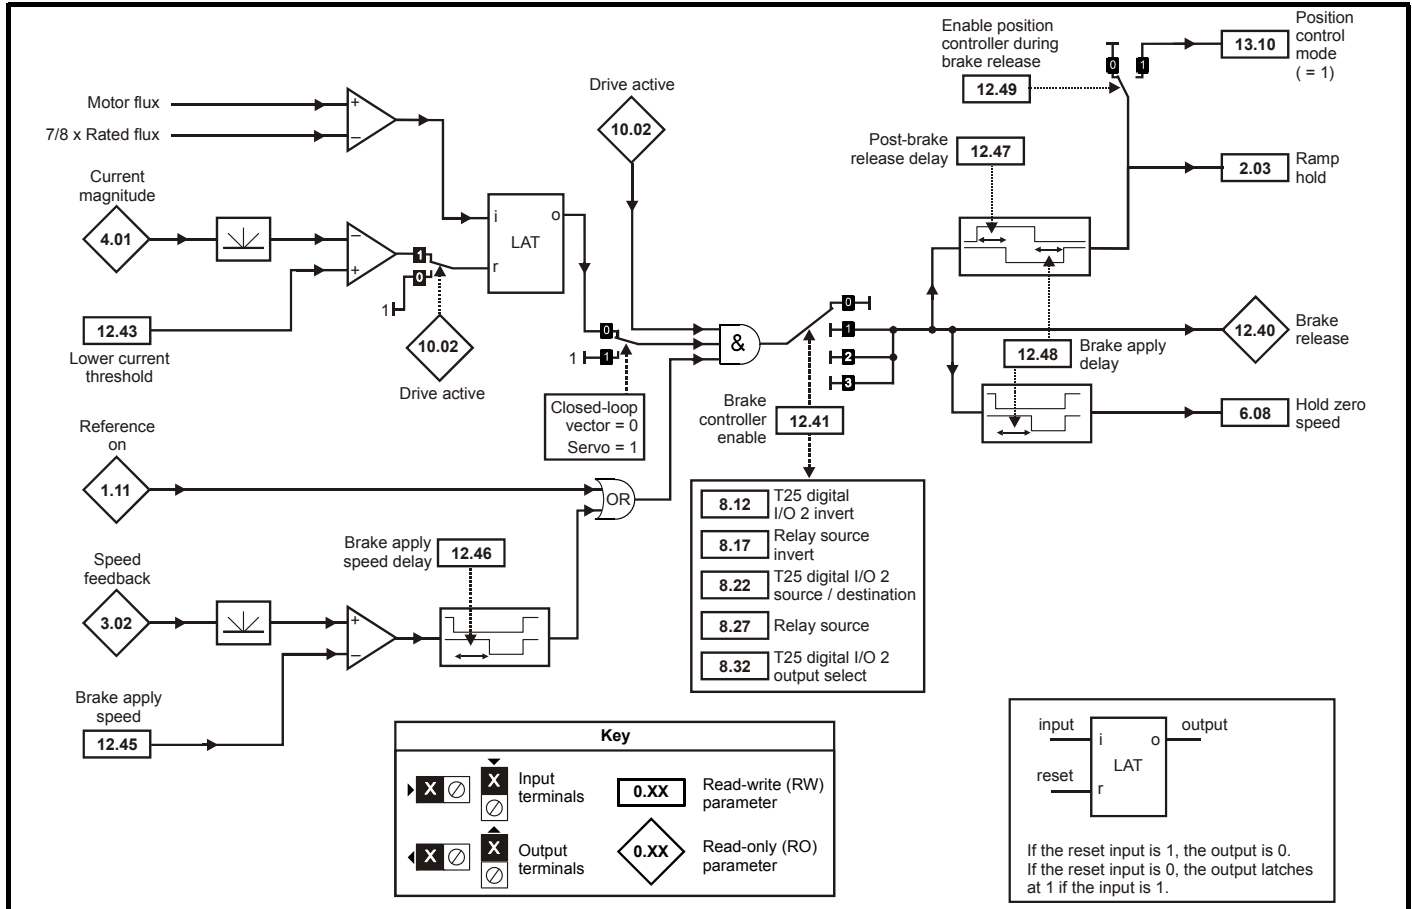 Enable position
controller during
brake release
12.49
0
1
13.10
Position
control
mode
( = 1)
Motor flux
7/8 x Rated flux
+
–
Drive active
10.02
Post-brake
release delay
12.47
2.03
Ramp
hold
Current
magnitude
4.01
–
+
1
0
1
i
o
LAT
r
12.43
Lower current
threshold
10.02
Drive active
0
1
1
Closed-loop
vector = 0
Servo = 1
&
0
1
2
3
Brake
controller
enable
12.41
12.48
Brake apply
delay
12.40
Brake
release
6.08
Hold zero
speed
Reference
on
1.11
OR
8.12
T25 digital
I/O 2 invert
8.17
Relay source
invert
8.22
T25 digital I/O 2
source / destination
8.27
Relay source
8.32
T25 digital I/O 2
output select
Brake apply
speed delay
12.46
Speed
feedback
3.02
+
–
Brake apply
speed
12.45
Key
X
X
Input
terminals
0.XX
Read-write (RW)
parameter
X
X
Output
terminals
0.XX
Read-only (RO)
parameter
input
i
o
output
LAT
reset
r
If the reset input is 1, the output is 0.
If the reset input is 0, the output latches
at 1 if the input is 1.